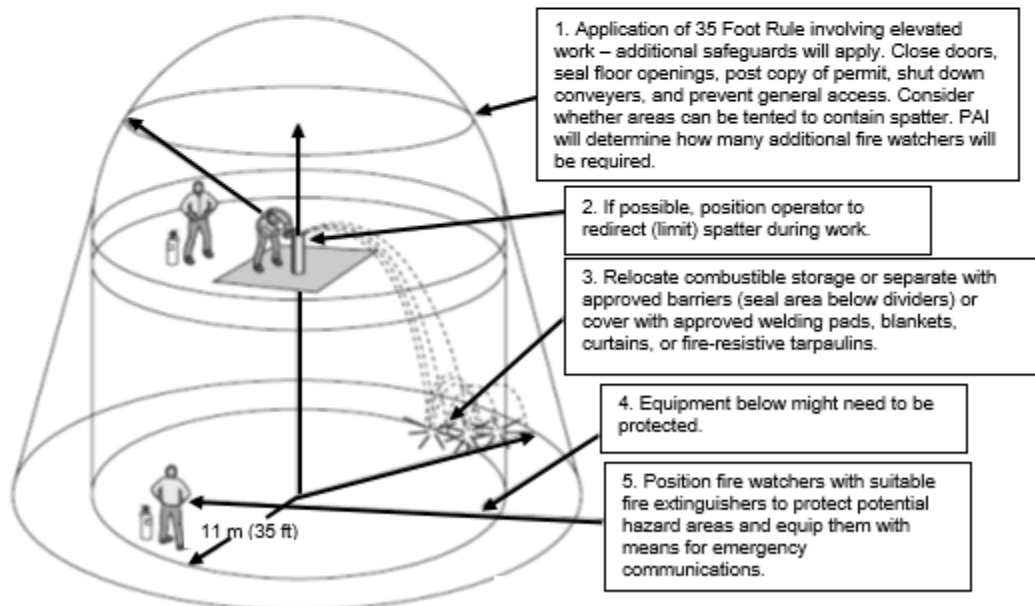 1. Application of 35 Foot Rule involving elevated
work – additional safeguards will apply. Close doors,
seal floor openings, post copy of permit, shut down
conveyers, and prevent general access. Consider
whether areas can be tented to contain spatter. PAI
will determine how many additional fire watchers will
be required.
2. If possible, position operator to
redirect (limit) spatter during work.
3. Relocate combustible storage or separate with
approved barriers (seal area below dividers) or
cover with approved welding pads, blankets,
curtains, or fire-resistive tarpaulins.
4. Equipment below might need to be
protected.
5. Position fire watchers with suitable
fire extinguishers to protect potential
hazard areas and equip them with
means for emergency
communications.
11 m (35 ft)